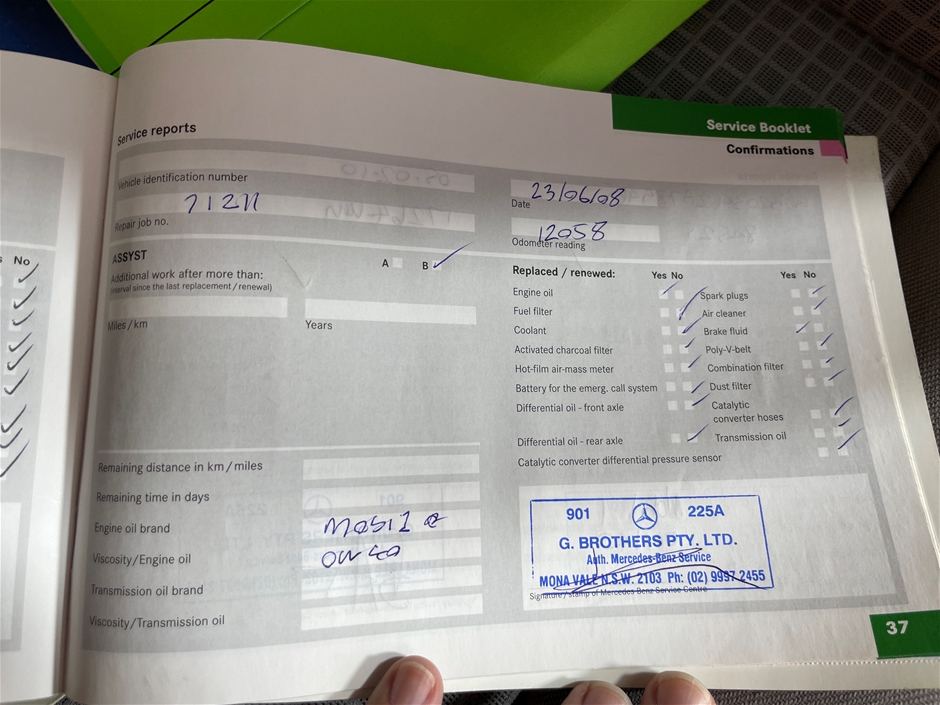 Service Booklet
Confirmations
Service reports
Vehicle identification number
71211
Repair job no.
23/06/08
Date
12058
Odometer reading
ASSYST
A
B
Additional work after more than:
(interval since the last replacement / renewal)
Miles / km
Years
Remaining distance in km / miles
Remaining time in days
Engine oil brand
Mobil 1
Viscosity/Engine oil
0W40
Transmission oil brand
Viscosity/Transmission oil
Replaced / renewed:
Yes No
Yes No
Engine oil
Spark plugs
Fuel filter
Air cleaner
Coolant
Brake fluid
Activated charcoal filter
Poly-V-belt
Hot-film air-mass meter
Combination filter
Battery for the emerg. call system
Dust filter
Differential oil - front axle
Catalytic
converter hoses
Differential oil - rear axle
Transmission oil
Catalytic converter differential pressure sensor
901 225A
G. BROTHERS PTY. LTD.
Auth. Mercedes-Benz Service
MONA VALE N.S.W. 2103 Ph: (02) 9997 2455
Signature / stamp of Mercedes Benz Service Centre
37
No